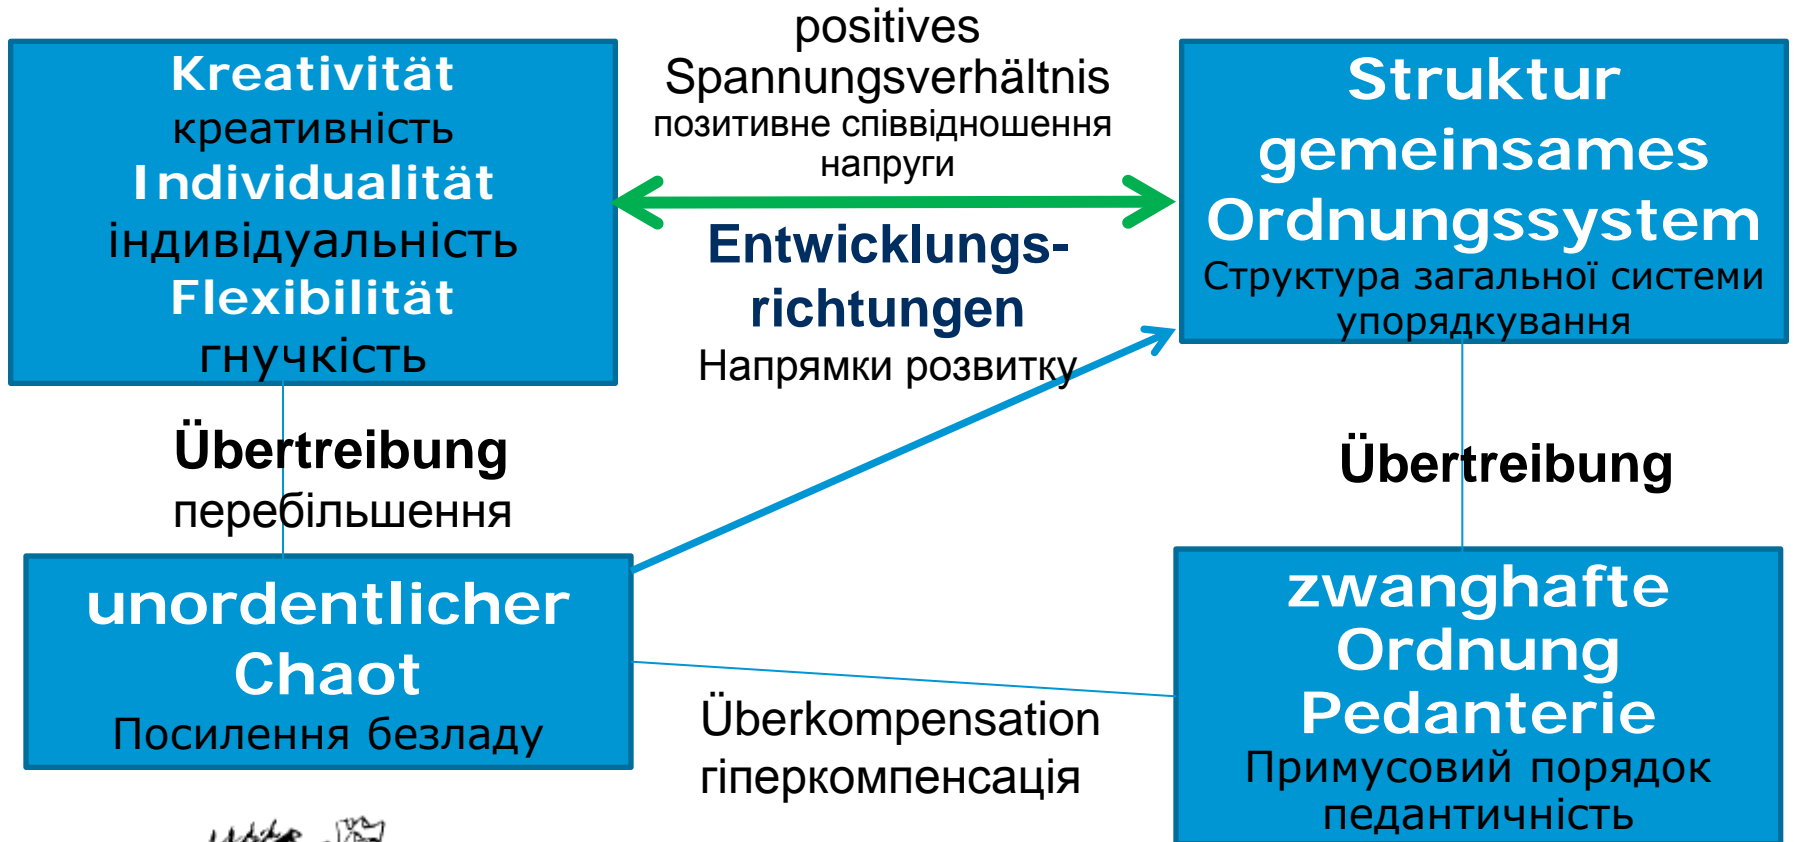 Kreativität
креативність
Individualität
індивідуальність
Flexibilität
гнучкість
positives
Spannungsverhältnis
позитивне співвідношення
напруги
Entwicklungs-
richtungen
Напрямки розвитку
Struktur
gemeinsames
Ordnungssystem
Структура загальної системи
упорядкування
Übertreibung
перебільшення
Übertreibung
unordentlicher
Chaot
Посилення безладу
Überkompensation
гіперкомпенсація
zwanghafte
Ordnung
Pedanterie
Примусовий порядок
педантичність